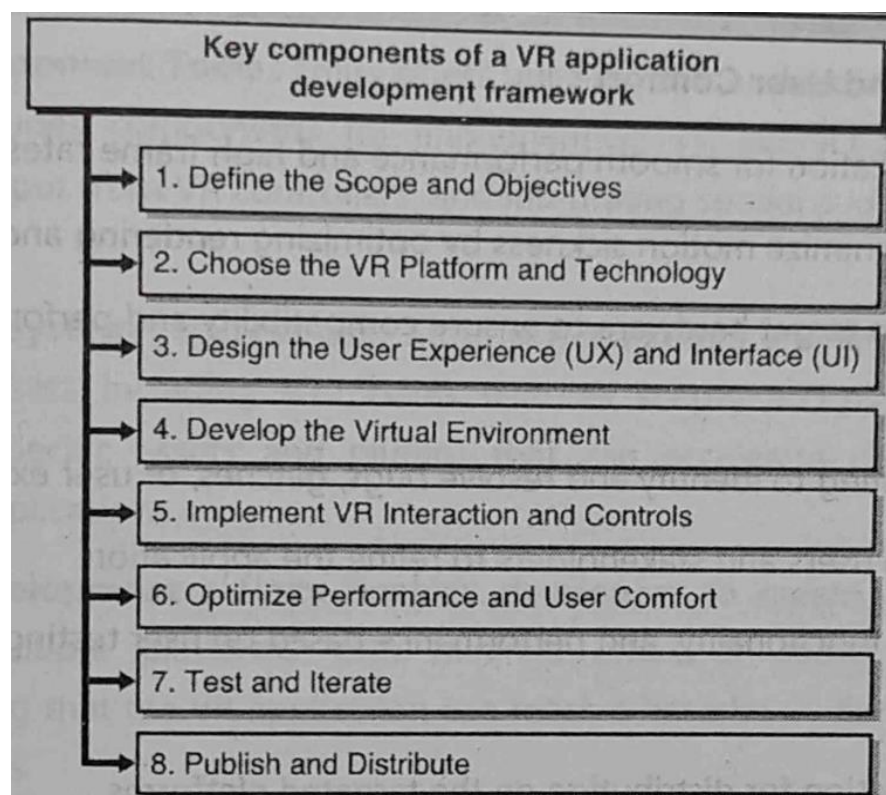 Key components of a VR application
development framework
1. Define the Scope and Objectives
2. Choose the VR Platform and Technology
3. Design the User Experience (UX) and Interface (UI)
4. Develop the Virtual Environment
5. Implement VR Interaction and Controls
6. Optimize Performance and User Comfort
7. Test and Iterate
8. Publish and Distribute